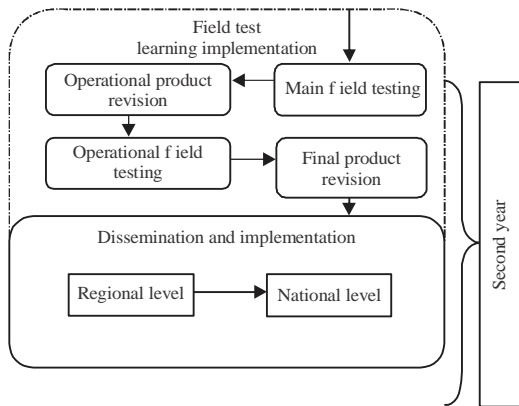 Field test
learning implementation
Operational product
revision
Main f ield testing
Operational f ield
testing
Final product
revision
Dissemination and implementation
Regional level
National level
Second year